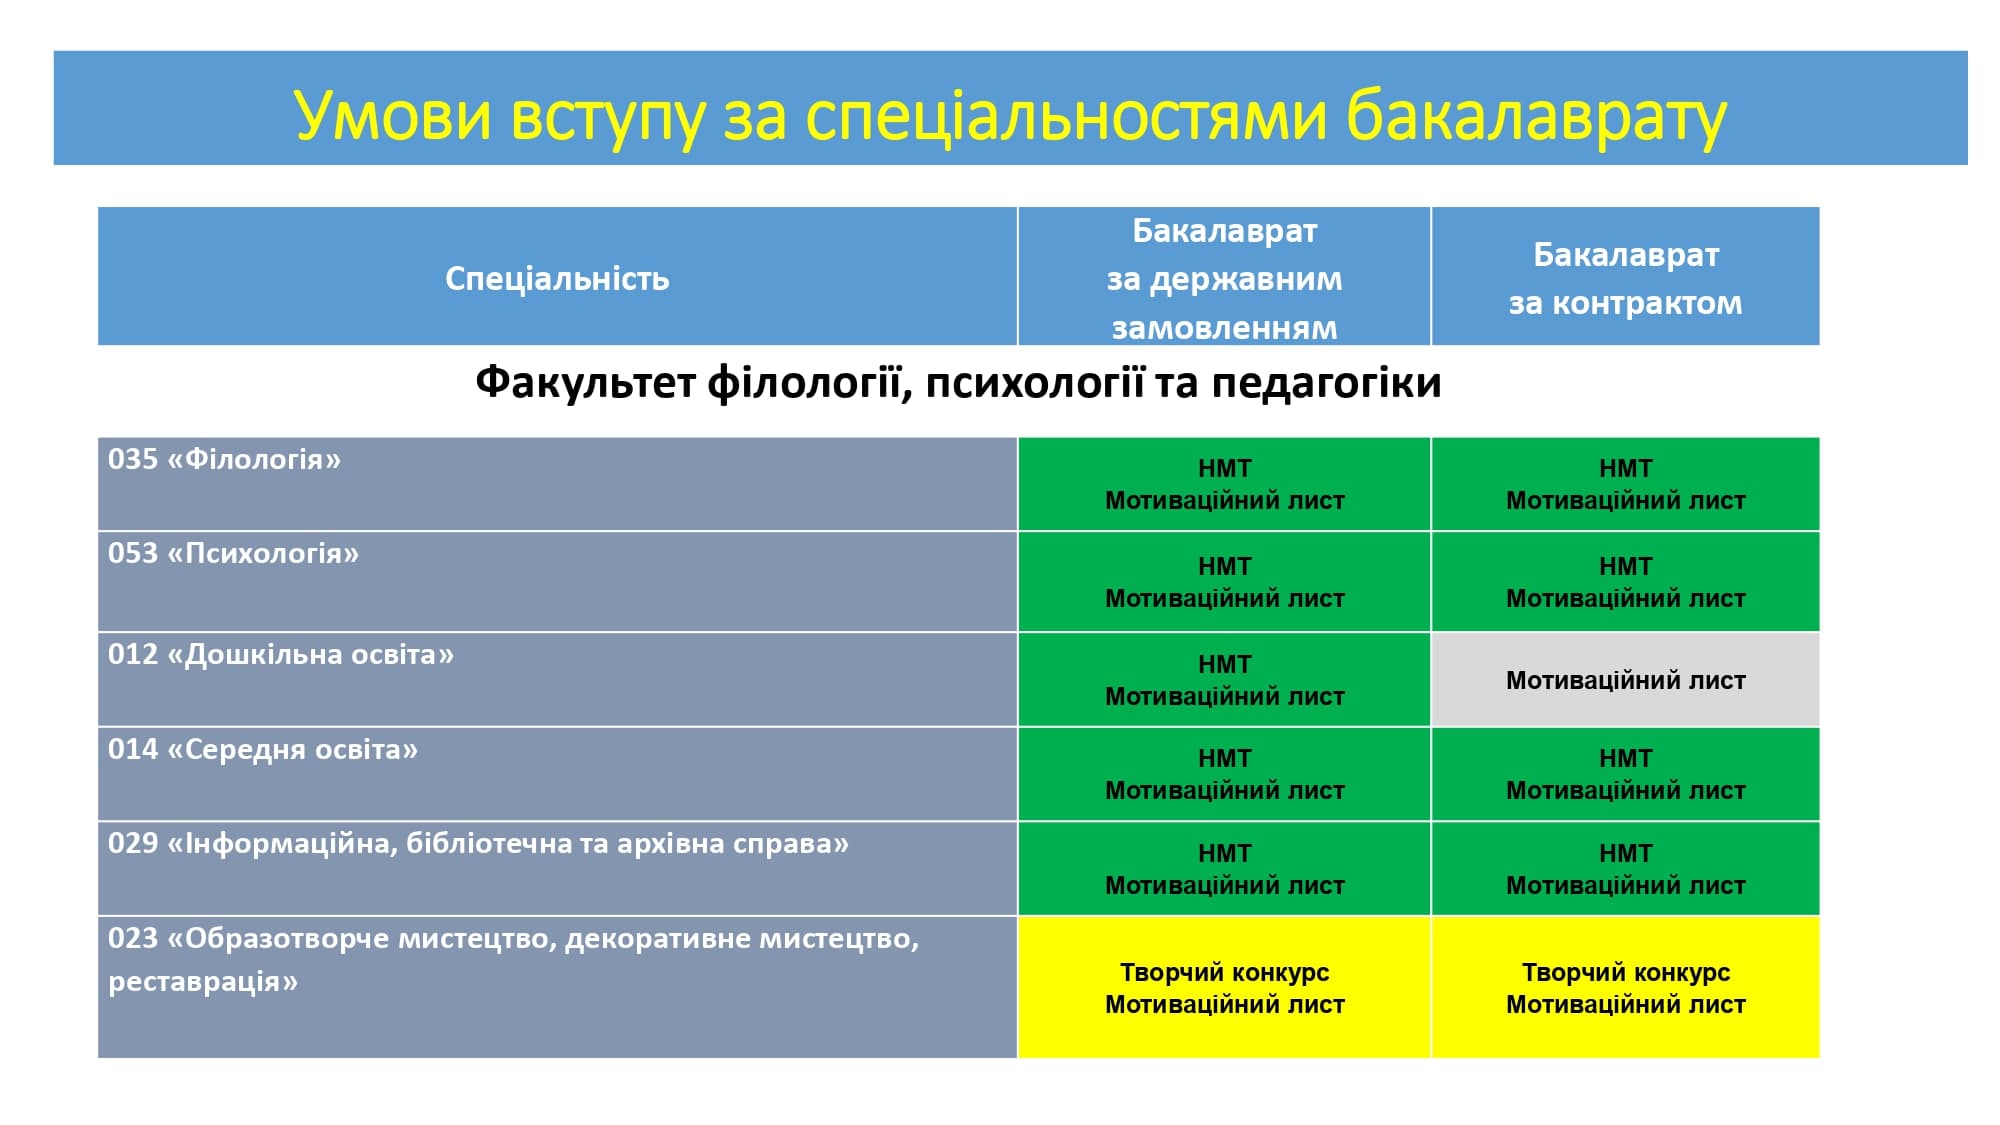 Умови вступу за спеціальностями бакалаврату
Спеціальність
Бакалаврат
за державним
замовленням
Бакалаврат
за контрактом
Факультет філології, психології та педагогіки
035 «Філологія»
НМТ
Мотиваційний лист
НМТ
Мотиваційний лист
053 «Психологія»
НМТ
Мотиваційний лист
НМТ
Мотиваційний лист
012 «Дошкільна освіта»
НМТ
Мотиваційний лист
Мотиваційний лист
014 «Середня освіта»
НМТ
Мотиваційний лист
НМТ
Мотиваційний лист
029 «Інформаційна, бібліотечна та архівна справа»
НМТ
Мотиваційний лист
НМТ
Мотиваційний лист
023 «Образотворче мистецтво, декоративне мистецтво,
реставрація»
Творчий конкурс
Мотиваційний лист
Творчий конкурс
Мотиваційний лист